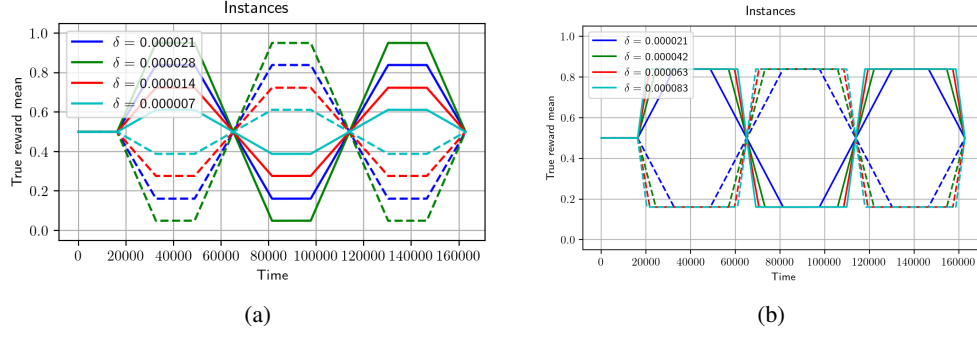 Instances
True reward mean
1.0
0.8
0.6
0.4
0.2
0.0
δ = 0.000021
δ = 0.000028
δ = 0.000014
δ = 0.000007
0 20000 40000 60000 80000 100000 120000 140000 160000
Time
(a)
Instances
True reward mean
1.0
0.8
0.6
0.4
0.2
0.0
δ = 0.000021
δ = 0.000042
δ = 0.000063
δ = 0.000083
0 20000 40000 60000 80000 100000 120000 140000 160000
Time
(b)